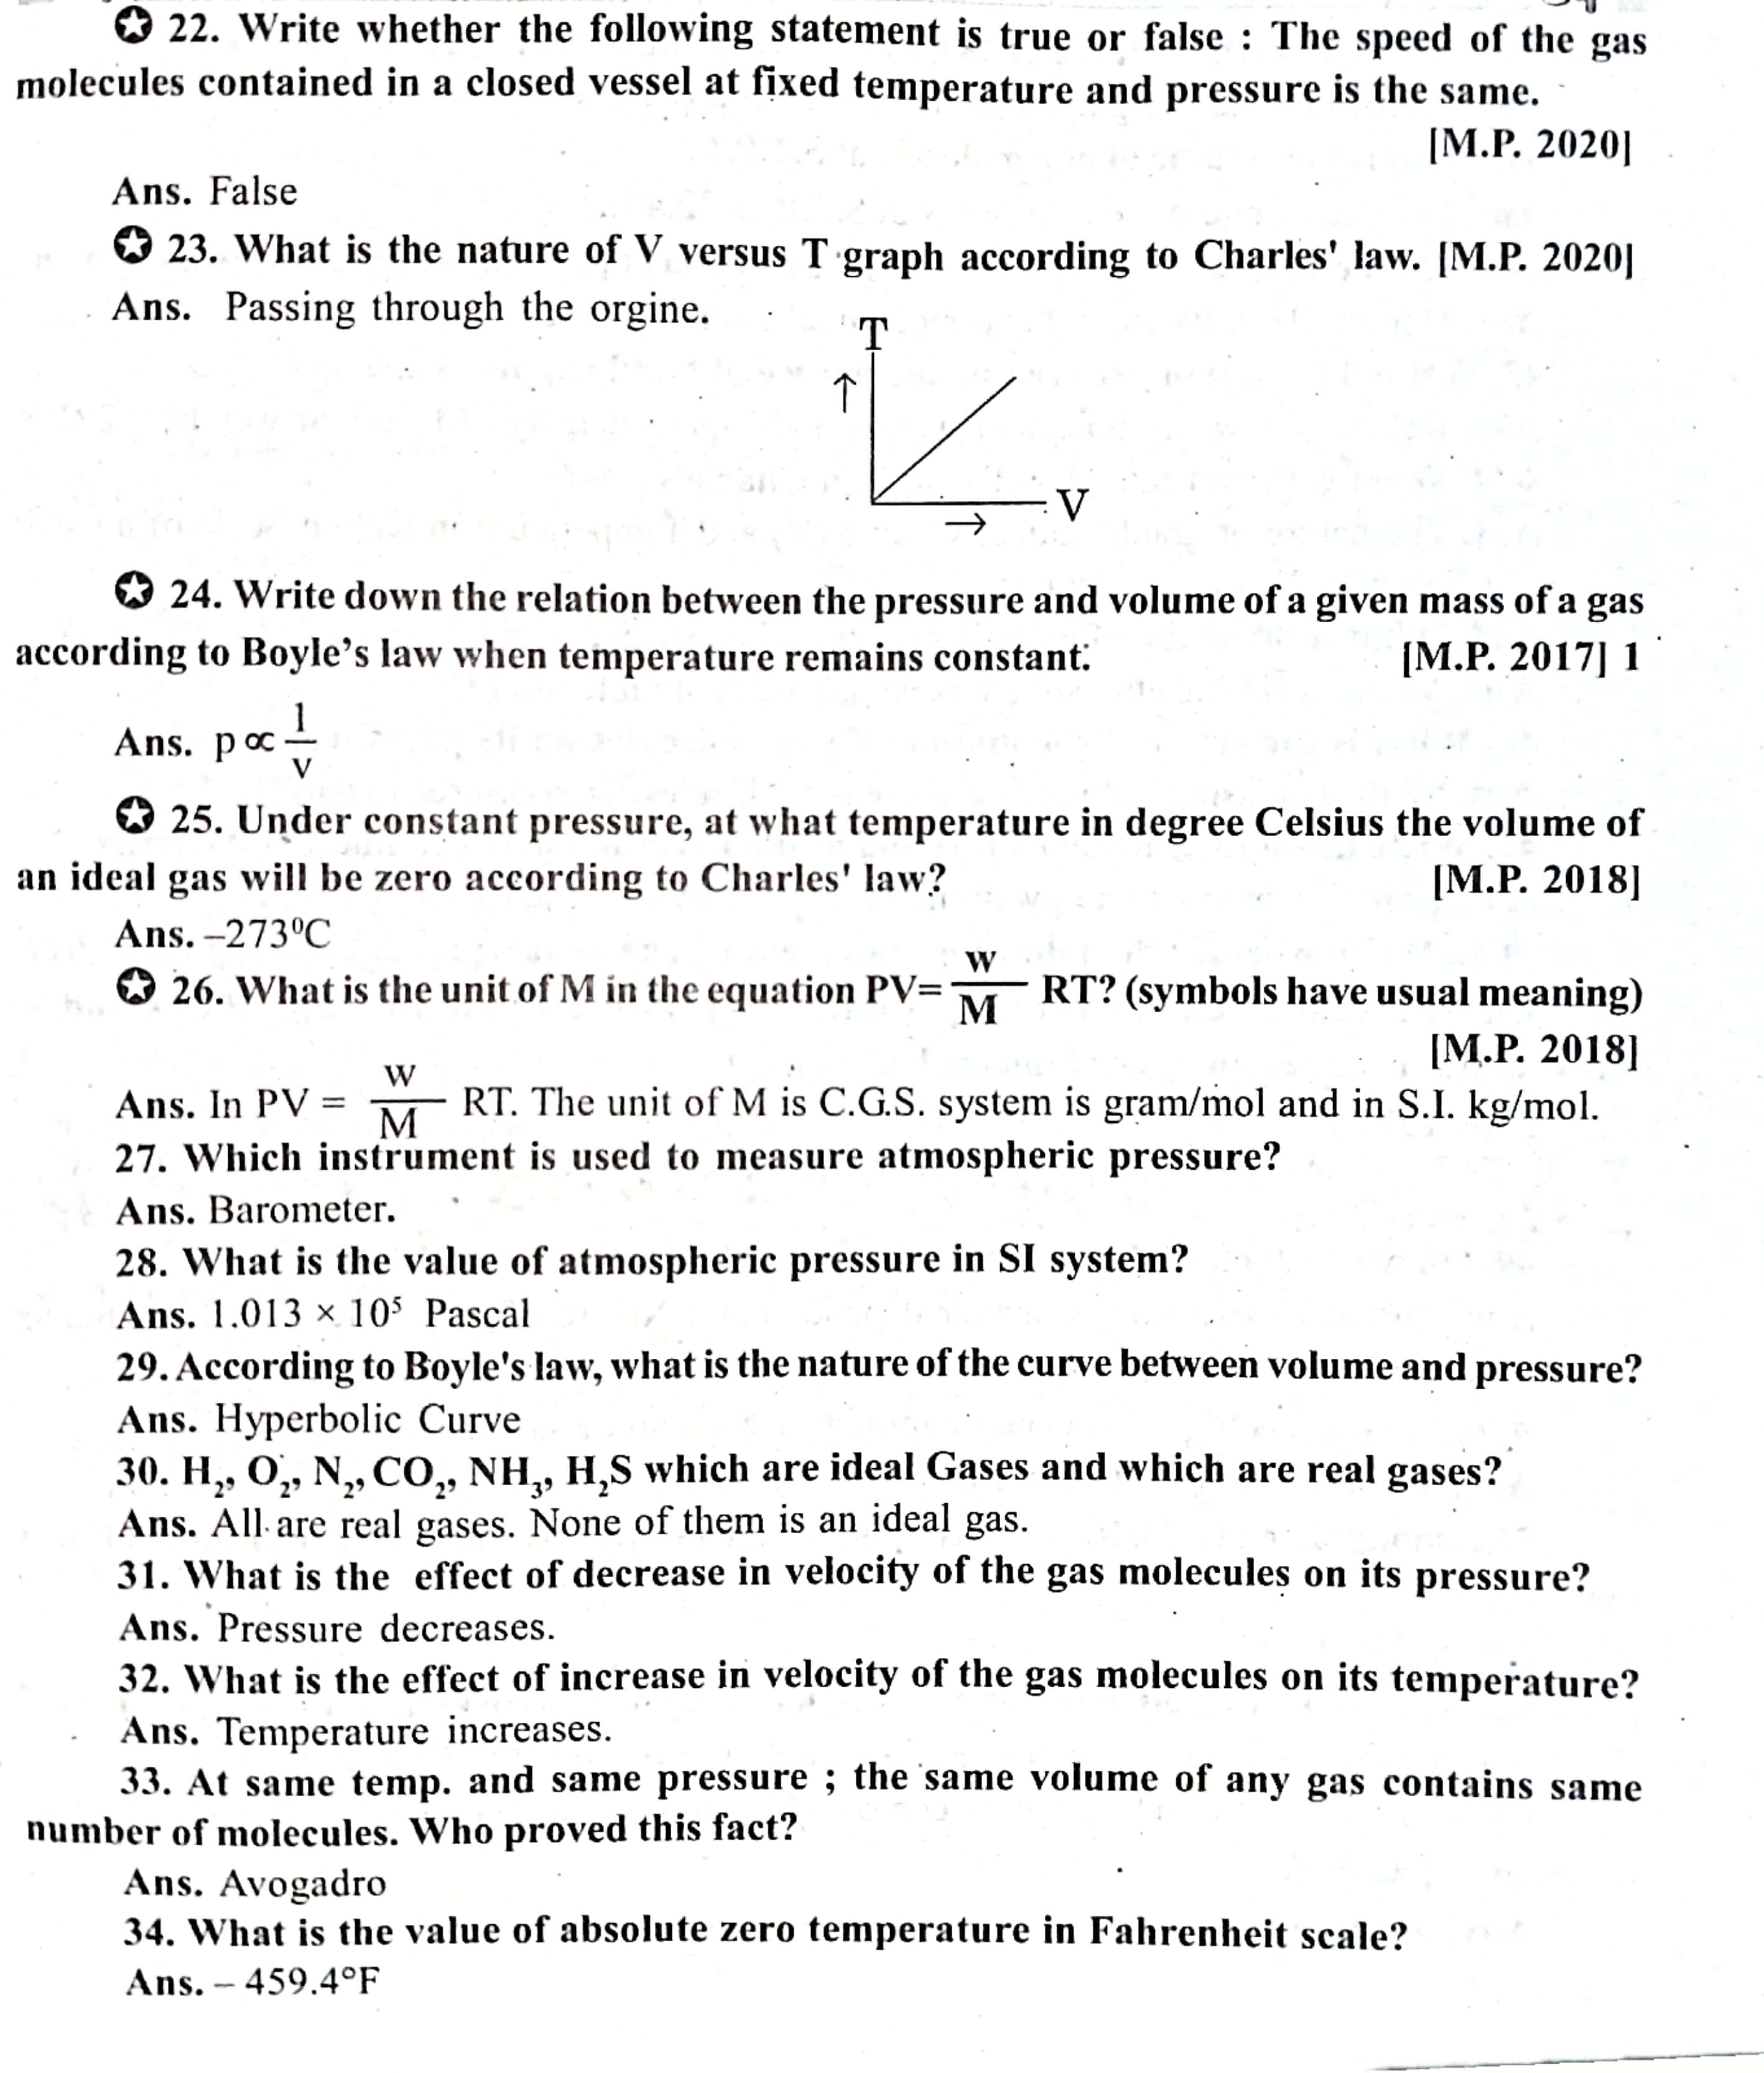 ✪ 22. Write whether the following statement is true or false : The speed of the gas
molecules contained in a closed vessel at fixed temperature and pressure is the same.
[M.P. 2020]
Ans. False
✪ 23. What is the nature of V versus T graph according to Charles' law. [M.P. 2020]
Ans. Passing through the orgine.
T
↑
V
→
✪ 24. Write down the relation between the pressure and volume of a given mass of a gas
according to Boyle's law when temperature remains constant. [M.P. 2017] 1
Ans. p ∝ 1/v
✪ 25. Under constant pressure, at what temperature in degree Celsius the volume of
an ideal gas will be zero according to Charles' law? [M.P. 2018]
Ans. –273⁰C
✪ 26. What is the unit of M in the equation PV= w/M RT? (symbols have usual meaning)
[M.P. 2018]
Ans. In PV = w/M RT. The unit of M is C.G.S. system is gram/mol and in S.I. kg/mol.
27. Which instrument is used to measure atmospheric pressure?
Ans. Barometer.
28. What is the value of atmospheric pressure in SI system?
Ans. 1.013 × 10⁵ Pascal
29. According to Boyle's law, what is the nature of the curve between volume and pressure?
Ans. Hyperbolic Curve
30. H₂, O₂, N₂, CO₂, NH₃, H₂S which are ideal Gases and which are real gases?
Ans. All are real gases. None of them is an ideal gas.
31. What is the effect of decrease in velocity of the gas molecules on its pressure?
Ans. Pressure decreases.
32. What is the effect of increase in velocity of the gas molecules on its temperature?
Ans. Temperature increases.
33. At same temp. and same pressure ; the same volume of any gas contains same
number of molecules. Who proved this fact?
Ans. Avogadro
34. What is the value of absolute zero temperature in Fahrenheit scale?
Ans. – 459.4°F